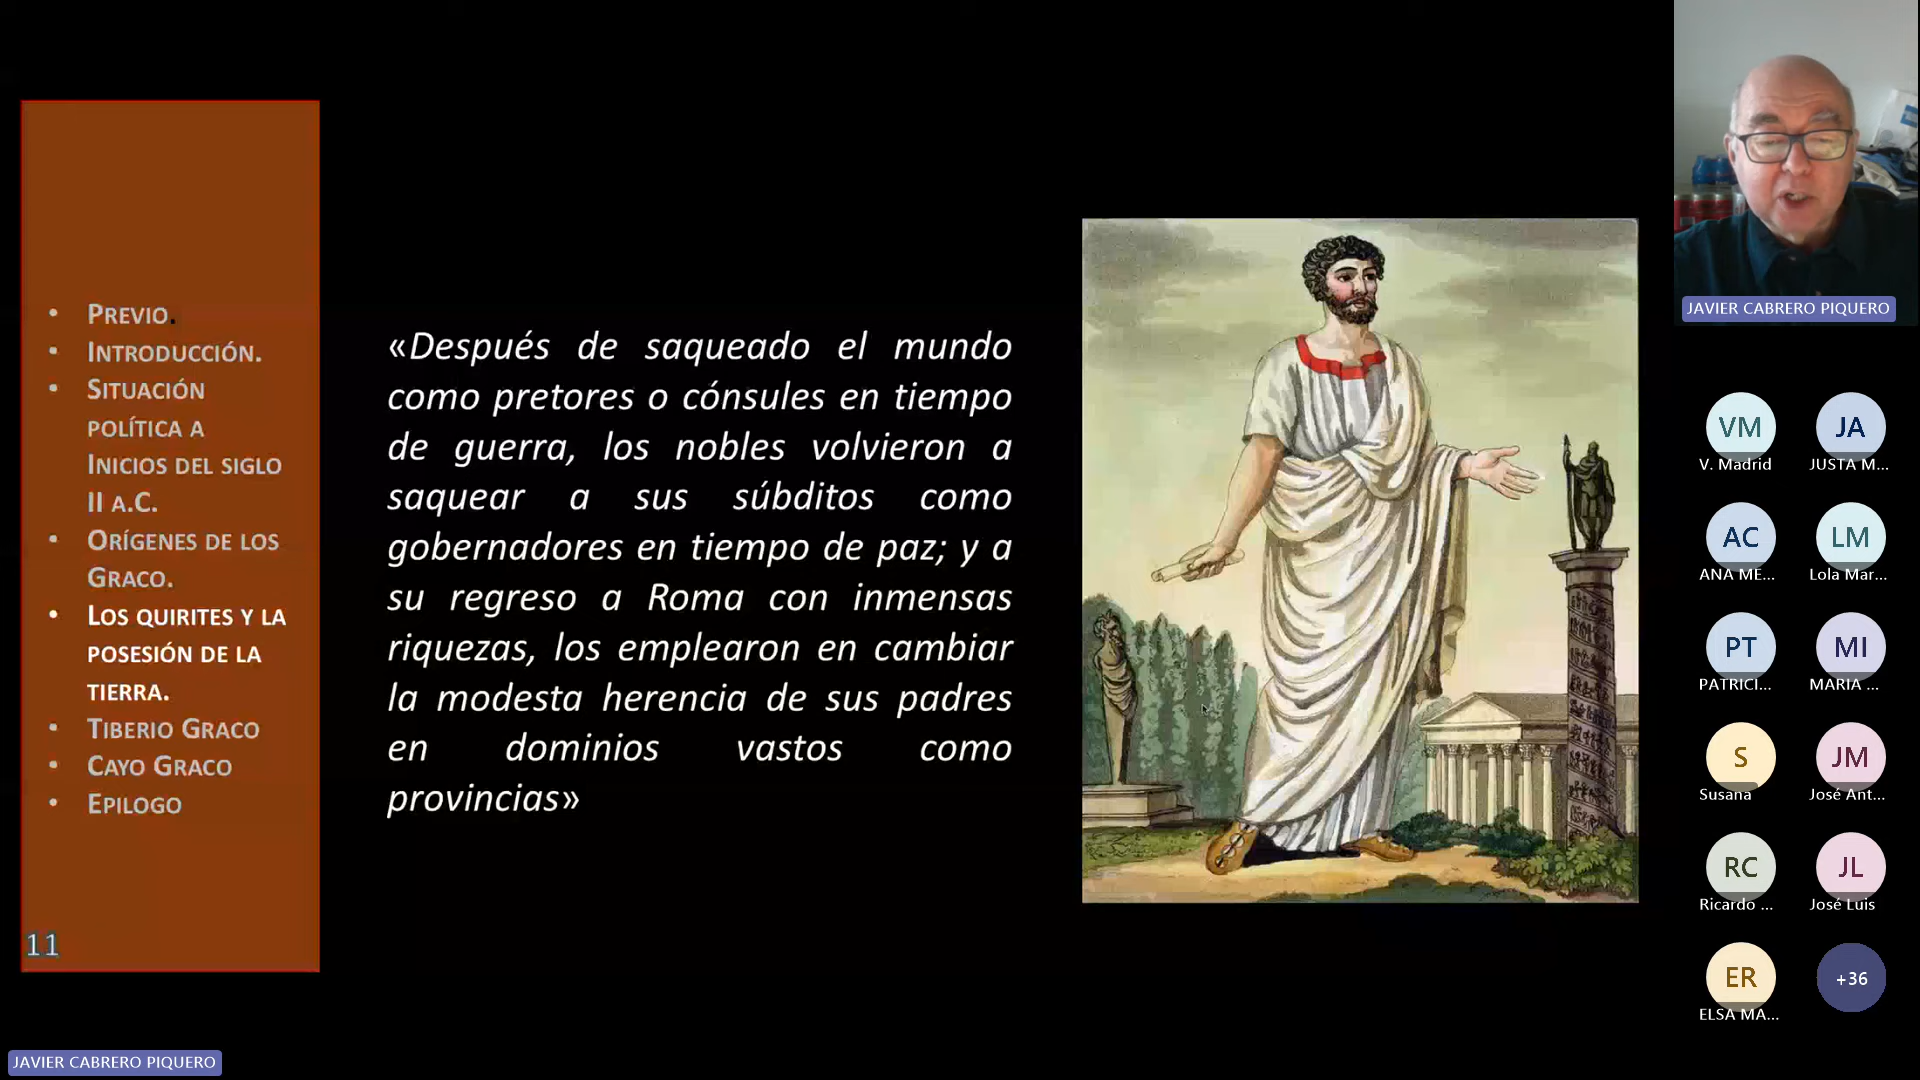 • PREVIO.
• INTRODUCCIÓN.
• SITUACIÓN
POLÍTICA A
INICIOS DEL SIGLO
II A.C.
• ORÍGENES DE LOS
GRACO.
• LOS QUIRITES Y LA
POSESIÓN DE LA
TIERRA.
• TIBERIO GRACO
• CAYO GRACO
• EPILOGO
11
«Después de saqueado el mundo
como pretores o cónsules en tiempo
de guerra, los nobles volvieron a
saquear a sus súbditos como
gobernadores en tiempo de paz; y a
su regreso a Roma con inmensas
riquezas, los emplearon en cambiar
la modesta herencia de sus padres
en dominios vastos como
provincias»
JAVIER CABRERO PIQUERO
VM JA
V. Madrid JUSTA M...
AC LM
ANA ME... Lola Mar...
PT MI
PATRICI... MARIA ...
S JM
Susana José Ant...
RC JL
Ricardo ... José Luis
ER +36
ELSA MA...
JAVIER CABRERO PIQUERO